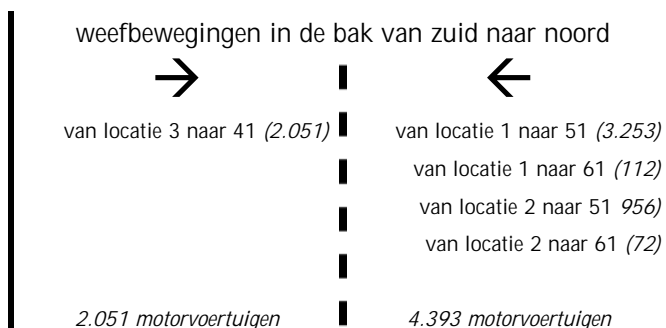 weefbewegingen in de bak van zuid naar noord
→ ←
van locatie 3 naar 41 (2.051) van locatie 1 naar 51 (3.253)
van locatie 1 naar 61 (112)
van locatie 2 naar 51 956)
van locatie 2 naar 61 (72)
2.051 motorvoertuigen 4.393 motorvoertuigen